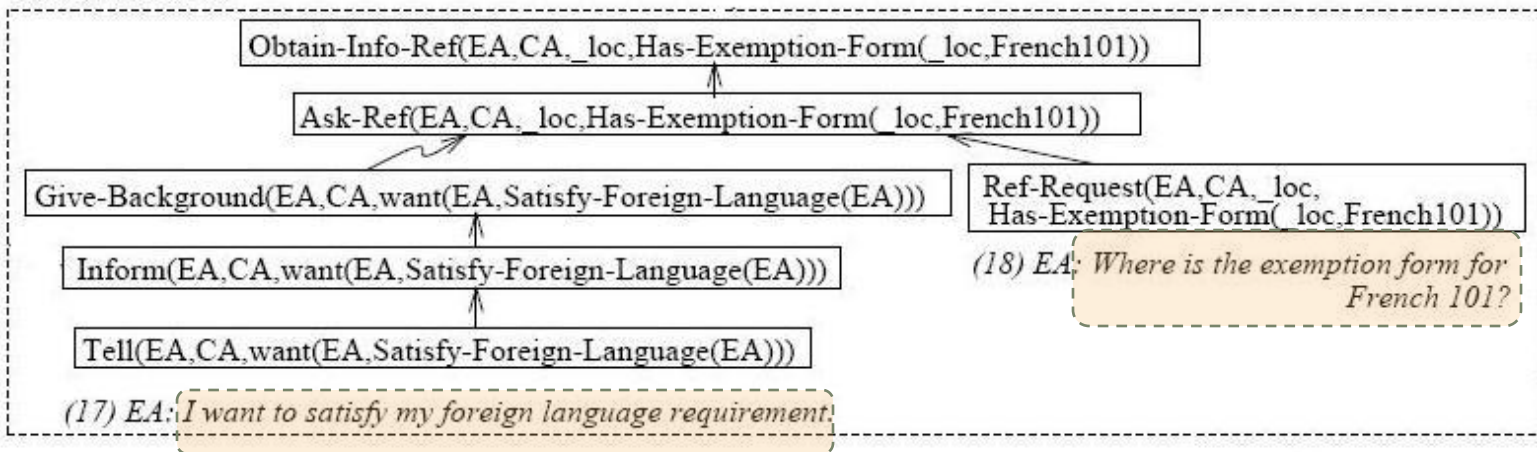 Obtain-Info-Ref(EA,CA,_loc,Has-Exemption-Form(_loc,French101))
Ask-Ref(EA,CA,_loc,Has-Exemption-Form(_loc,French101))
Give-Background(EA,CA,want(EA,Satisfy-Foreign-Language(EA)))
Ref-Request(EA,CA,_loc,
Has-Exemption-Form(_loc,French101))
Inform(EA,CA,want(EA,Satisfy-Foreign-Language(EA)))
(18) EA: Where is the exemption form for
French 101?
Tell(EA,CA,want(EA,Satisfy-Foreign-Language(EA)))
(17) EA: I want to satisfy my foreign language requirement.